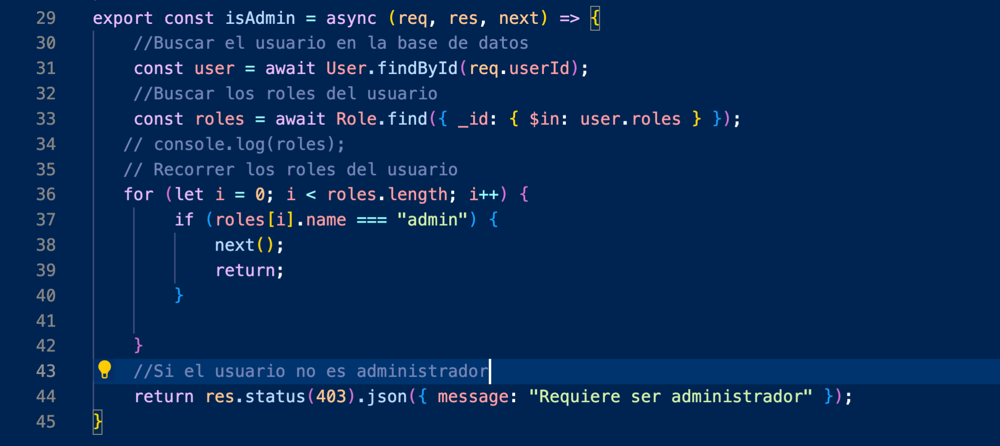 29 export const isAdmin = async (req, res, next) => {
30 //Buscar el usuario en la base de datos
31 const user = await User.findById(req.userId);
32 //Buscar los roles del usuario
33 const roles = await Role.find({ _id: { $in: user.roles } });
34 // console.log(roles);
35 // Recorrer los roles del usuario
36 for (let i = 0; i < roles.length; i++) {
37 if (roles[i].name === "admin") {
38 next();
39 return;
40 }
41
42 }
43 //Si el usuario no es administrador
44 return res.status(403).json({ message: "Requiere ser administrador" });
45 }